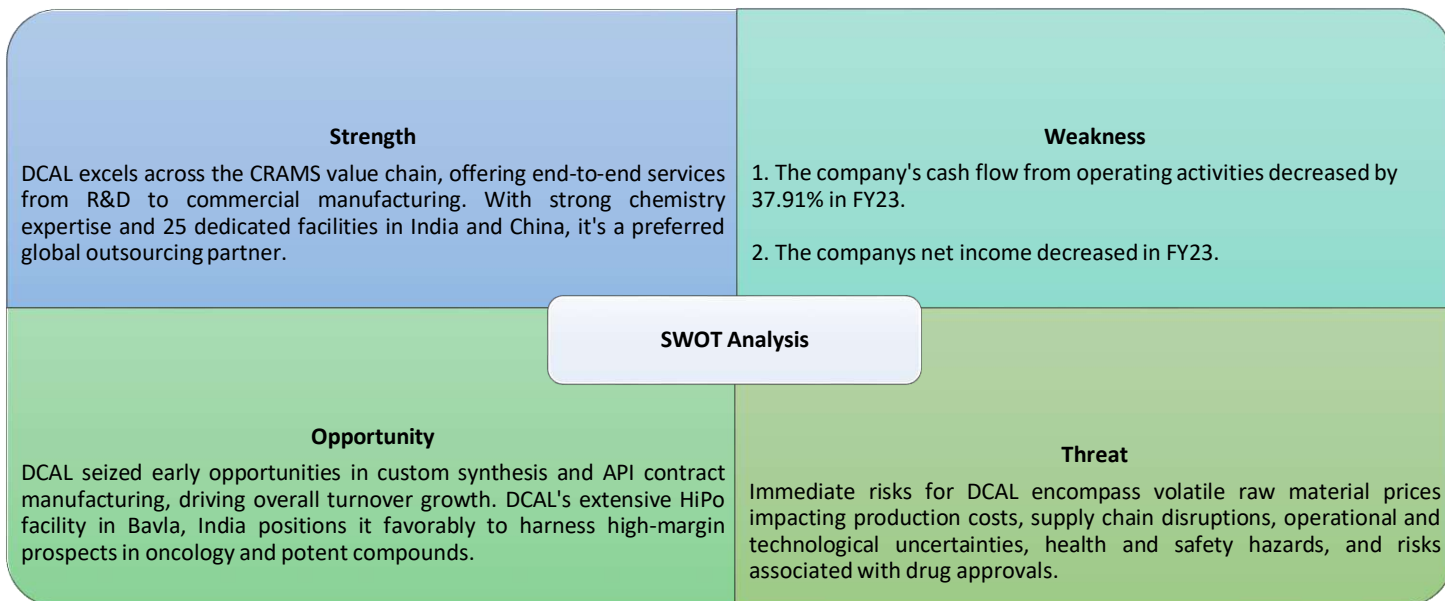 Strength
DCAL excels across the CRAMS value chain, offering end-to-end services
from R&D to commercial manufacturing. With strong chemistry
expertise and 25 dedicated facilities in India and China, it's a preferred
global outsourcing partner.
Weakness
1. The company's cash flow from operating activities decreased by
37.91% in FY23.
2. The companys net income decreased in FY23.
SWOT Analysis
Opportunity
DCAL seized early opportunities in custom synthesis and API contract
manufacturing, driving overall turnover growth. DCAL's extensive HiPo
facility in Bavla, India positions it favorably to harness high-margin
prospects in oncology and potent compounds.
Threat
Immediate risks for DCAL encompass volatile raw material prices
impacting production costs, supply chain disruptions, operational and
technological uncertainties, health and safety hazards, and risks
associated with drug approvals.